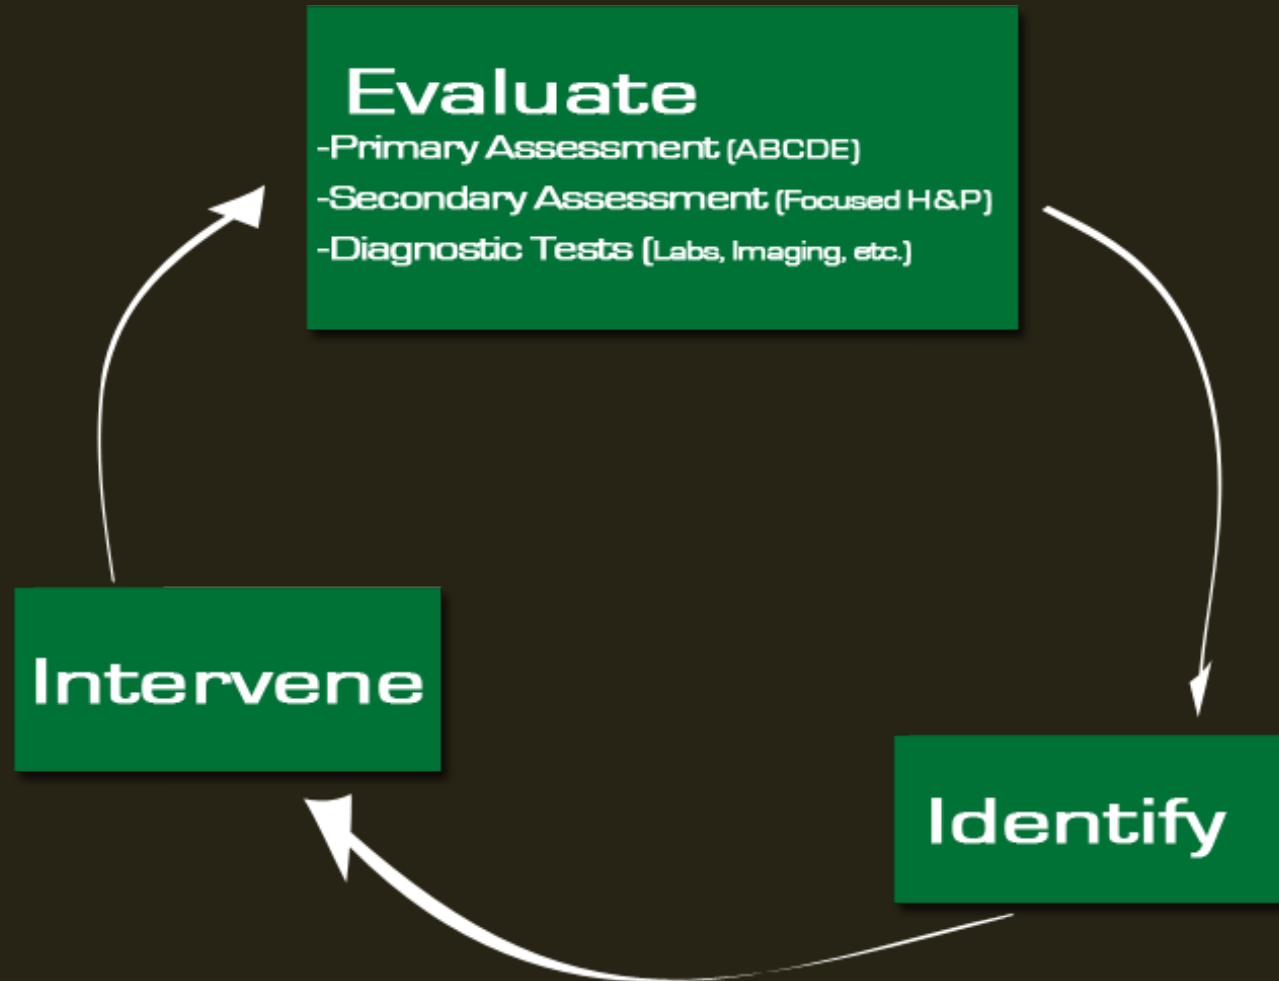 Evaluate
-Primary Assessment (ABCDE)
-Secondary Assessment (Focused H&P)
-Diagnostic Tests (Labs, Imaging, etc.)
Intervene
Identify